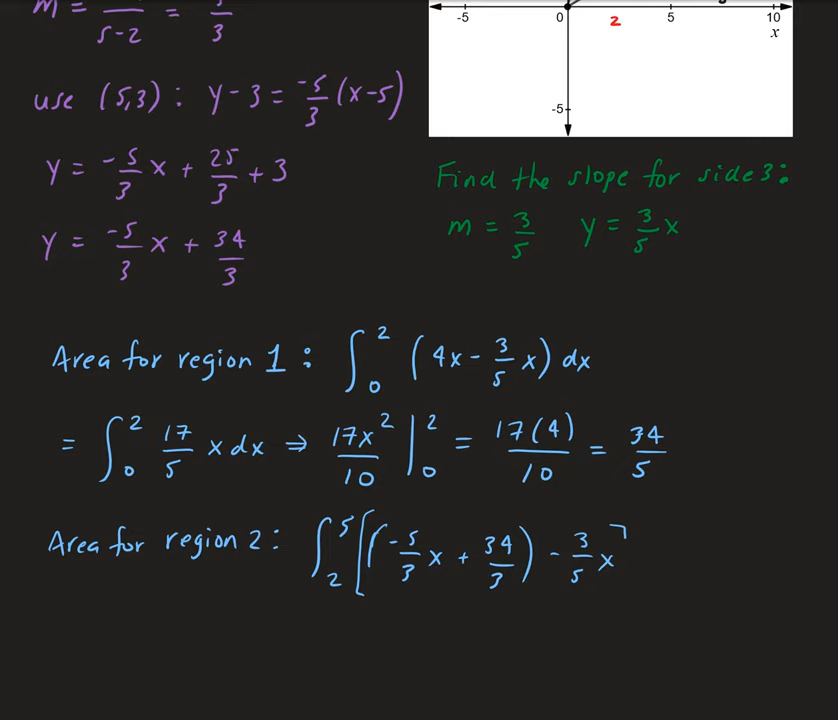 m = / 5-2 = / 3
-5 0 2 5 10
x
-5
use (5,3): y-3 = -5/3 (x-5)
y = -5/3 x + 25/3 + 3
y = -5/3 x + 34/3
Find the slope for side 3:
m = 3/5 y = 3/5 x
Area for region 1: ∫₀² (4x - 3/5 x) dx
= ∫₀² 17/5 x dx ⇒ 17x²/10 |₀² = 17(4)/10 = 34/5
Area for region 2: ∫₂⁵ [(-5/3 x + 34/3) - 3/5 x